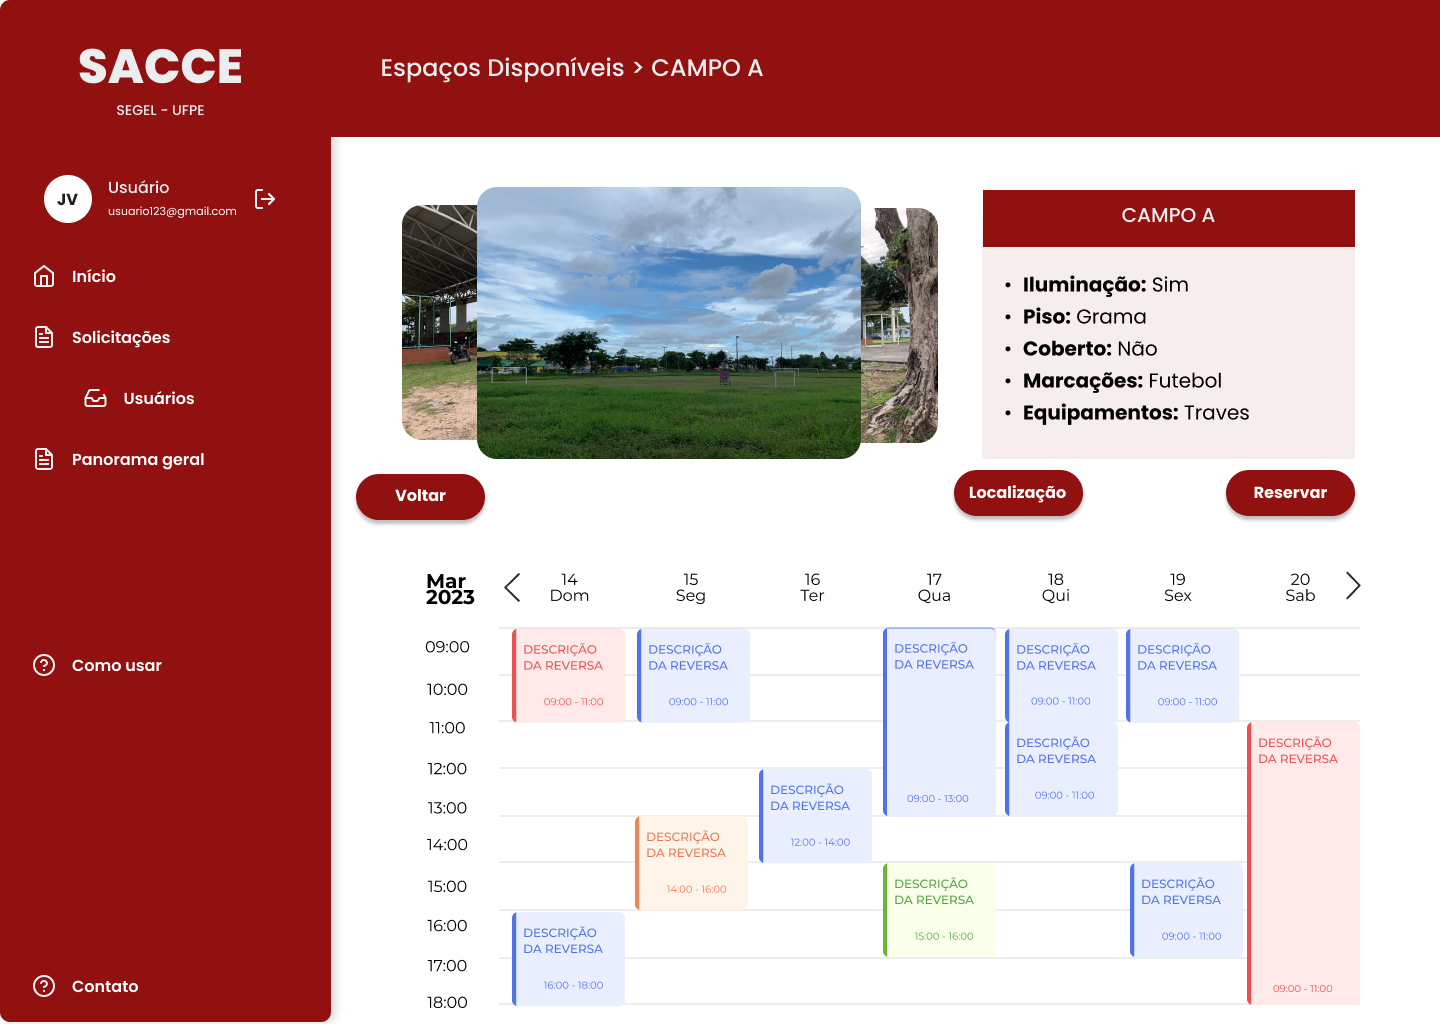 SACCE
SEGEL - UFPE
Espaços Disponíveis > CAMPO A
JV
Usuário
usuario123@gmail.com
Início
Solicitações
Usuários
Panorama geral
Como usar
Contato
CAMPO A
• Iluminação: Sim
• Piso: Grama
• Coberto: Não
• Marcações: Futebol
• Equipamentos: Traves
Voltar
Localização
Reservar
Mar
2023
14
Dom
15
Seg
16
Ter
17
Qua
18
Qui
19
Sex
20
Sab
09:00
10:00
11:00
12:00
13:00
14:00
15:00
16:00
17:00
18:00
DESCRIÇÃO
DA REVERSA
09:00 - 11:00
DESCRIÇÃO
DA REVERSA
16:00 - 18:00
DESCRIÇÃO
DA REVERSA
09:00 - 11:00
DESCRIÇÃO
DA REVERSA
14:00 - 16:00
DESCRIÇÃO
DA REVERSA
12:00 - 14:00
DESCRIÇÃO
DA REVERSA
09:00 - 13:00
DESCRIÇÃO
DA REVERSA
15:00 - 16:00
DESCRIÇÃO
DA REVERSA
09:00 - 11:00
DESCRIÇÃO
DA REVERSA
09:00 - 11:00
DESCRIÇÃO
DA REVERSA
09:00 - 11:00
DESCRIÇÃO
DA REVERSA
09:00 - 11:00
DESCRIÇÃO
DA REVERSA
09:00 - 11:00